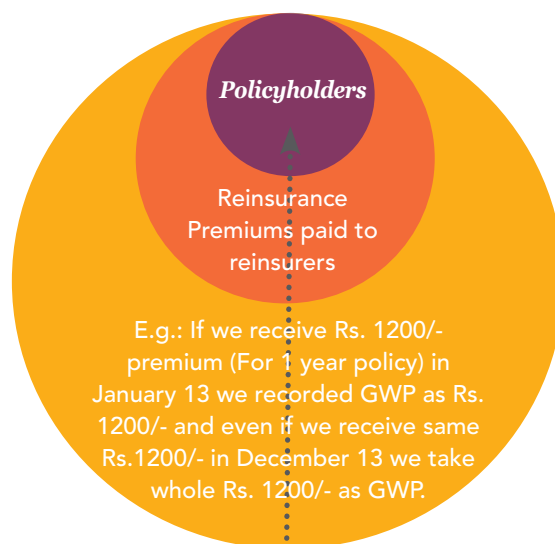 Policyholders
Reinsurance
Premiums paid to
reinsurers
E.g.: If we receive Rs. 1200/-
premium (For 1 year policy) in
January 13 we recorded GWP as Rs.
1200/- and even if we receive same
Rs.1200/- in December 13 we take
whole Rs. 1200/- as GWP.